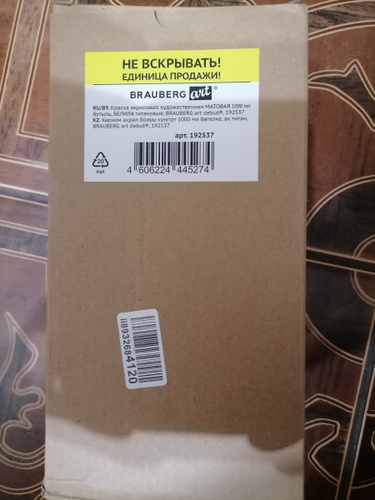 НЕ ВСКРЫВАТЬ!
ЕДИНИЦА ПРОДАЖИ!
BRAUBERG art®
RU/BY. Краска акриловая художественная МАТОВАЯ 1000 мл
бутыль, БЕЛИЛА титановые, BRAUBERG art debut®, 192537
KZ. Көркем акрил бояуы күңгірт 1000 мл бөтелке, ақ титан,
BRAUBERG art debut®, 192537
арт. 192537
20
PAP
4 606224 445274
i8932684120